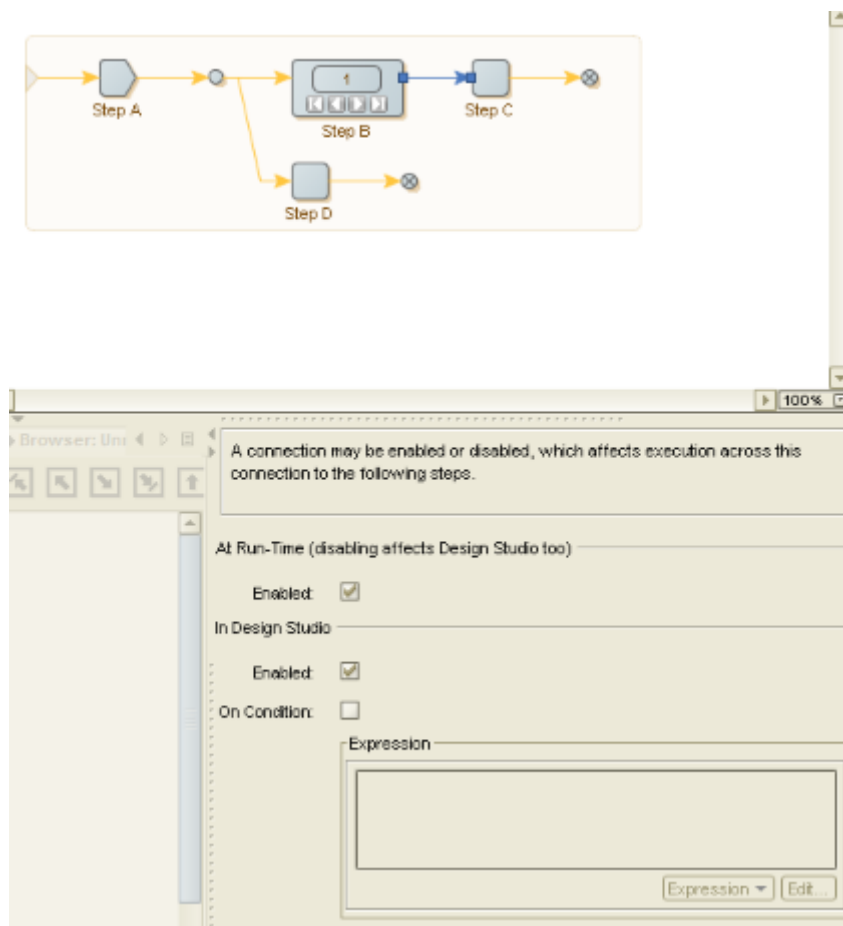 Step A
1
Step B
Step C
Step D
100%
Browser:
A connection may be enabled or disabled, which affects execution across this
connection to the following steps.
At Run-Time (disabling affects Design Studio too)
Enabled:
In Design Studio
Enabled:
On Condition:
Expression
Expression
Edit...